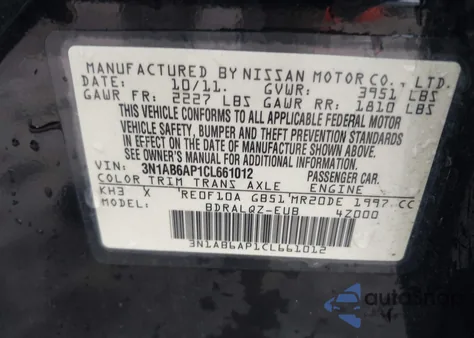 MANUFACTURED BY NISSAN MOTOR CO., LTD.
DATE: 10/11. GVWR: 3951 LBS
GAWR FR: 2227 LBS GAWR RR: 1810 LBS
THIS VEHICLE CONFORMS TO ALL APPLICABLE FEDERAL MOTOR
VEHICLE SAFETY, BUMPER AND THEFT PREVENTION STANDARDS
IN EFFECT ON THE DATE OF MANUFACTURE SHOWN ABOVE.
SEE OWNER'S MANUAL FOR ADDITIONAL INFORMATION.
VIN: 3N1AB6AP1CL661012 PASSENGER CAR.
COLOR TRIM TRANS AXLE ENGINE
KH3 X RE0F10A GB51 MR20DE 1997 CC
MODEL: BDRALQZ-EUB 4Z000
3N1AB6AP1CL661012